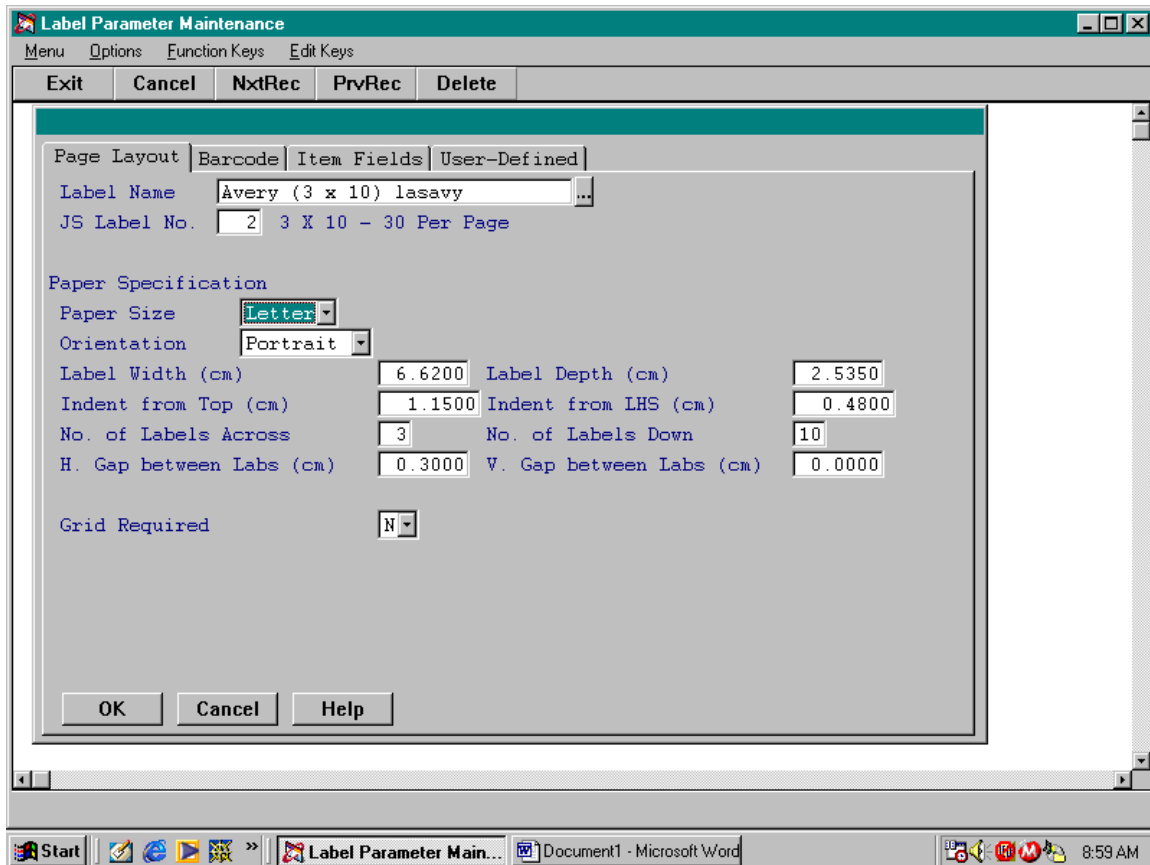 Label Parameter Maintenance
Menu Options Function Keys Edit Keys
Exit Cancel NxtRec PrvRec Delete
Page Layout Barcode Item Fields User-Defined
Label Name Avery (3 x 10) lasavy ...
JS Label No. 2 3 X 10 - 30 Per Page
Paper Specification
Paper Size Letter
Orientation Portrait
Label Width (cm) 6.6200 Label Depth (cm) 2.5350
Indent from Top (cm) 1.1500 Indent from LHS (cm) 0.4800
No. of Labels Across 3 No. of Labels Down 10
H. Gap between Labs (cm) 0.3000 V. Gap between Labs (cm) 0.0000
Grid Required N
OK Cancel Help
Start » Label Parameter Main... Document1 - Microsoft Word 8:59 AM